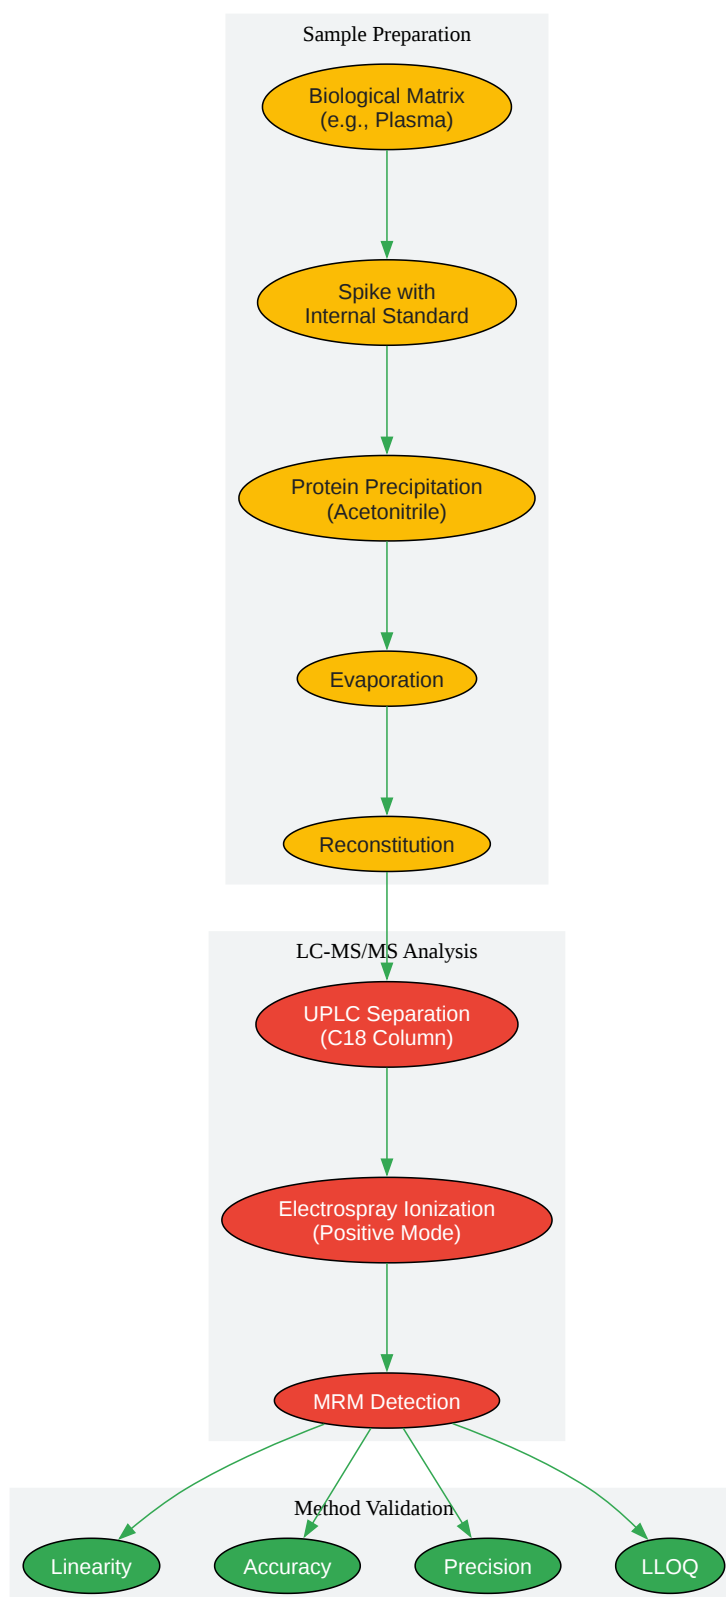 Sample Preparation
Biological Matrix
(e.g., Plasma)
Spike with
Internal Standard
Protein Precipitation
(Acetonitrile)
Evaporation
Reconstitution
LC-MS/MS Analysis
UPLC Separation
(C18 Column)
Electrospray Ionization
(Positive Mode)
MRM Detection
Method Validation
Linearity
Accuracy
Precision
LLOQ